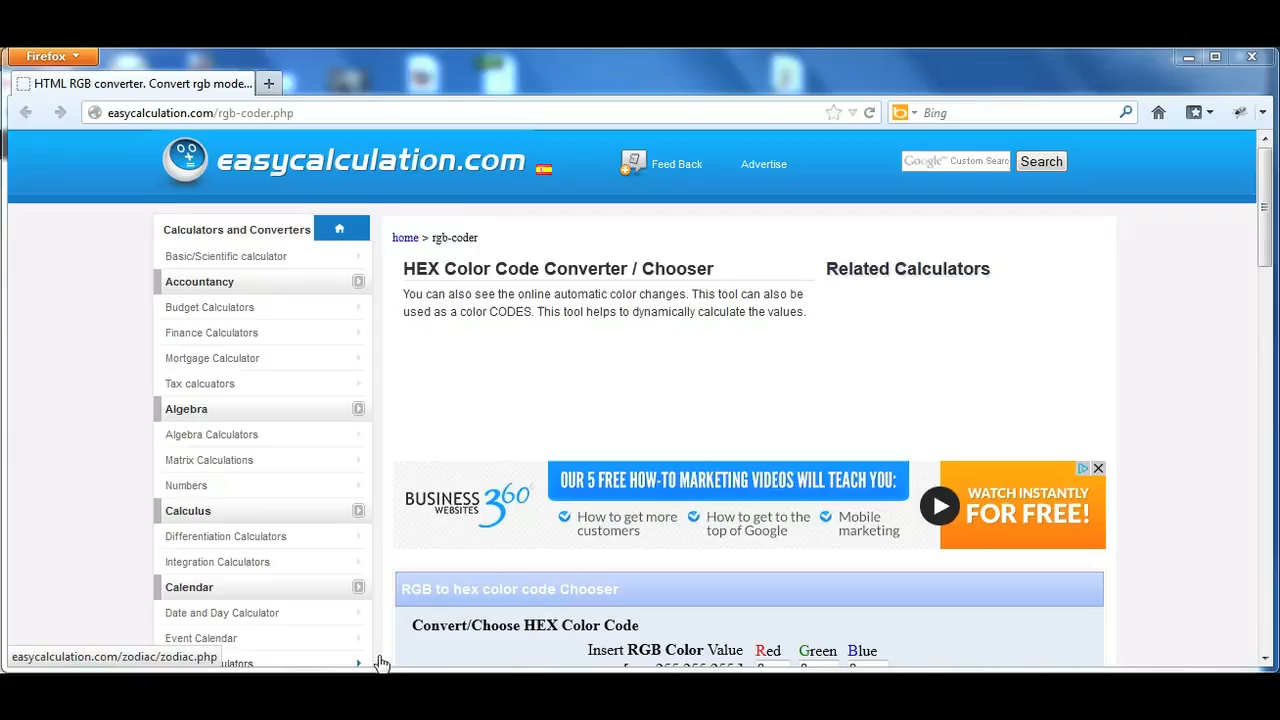 Firefox
HTML RGB converter. Convert rgb mode...
easycalculation.com/rgb-coder.php
Bing
easycalculation.com
Feed Back
Advertise
Google Custom Searc
Search
Calculators and Converters
Basic/Scientific calculator
Accountancy
Budget Calculators
Finance Calculators
Mortgage Calculator
Tax calcuators
Algebra
Algebra Calculators
Matrix Calculations
Numbers
Calculus
Differentiation Calculators
Integration Calculators
Calendar
Date and Day Calculator
Event Calendar
easycalculation.com/zodiac/zodiac.php
home > rgb-coder
HEX Color Code Converter / Chooser
You can also see the online automatic color changes. This tool can also be
used as a color CODES. This tool helps to dynamically calculate the values.
Related Calculators
BUSINESS
WEBSITES
360°
OUR 5 FREE HOW-TO MARKETING VIDEOS WILL TEACH YOU:
How to get more
customers
How to get to the
top of Google
Mobile
marketing
WATCH INSTANTLY
FOR FREE!
RGB to hex color code Chooser
Convert/Choose HEX Color Code
Insert RGB Color Value Red Green Blue